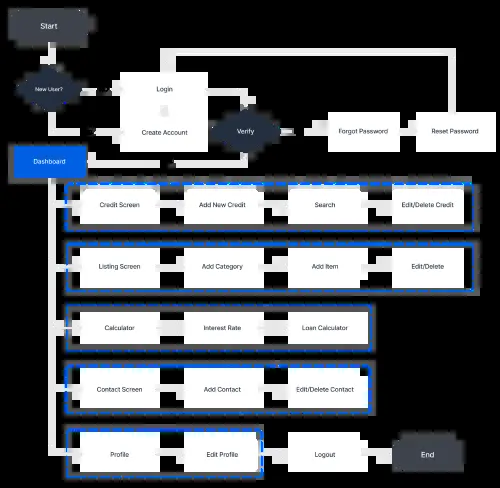 Start
New User?
Login
Create Account
Verify
Forgot Password
Reset Password
Dashboard
Credit Screen
Add New Credit
Search
Edit/Delete Credit
Listing Screen
Add Category
Add Item
Edit/Delete
Calculator
Interest Rate
Loan Calculator
Contact Screen
Add Contact
Edit/Delete Contact
Profile
Edit Profile
Logout
End